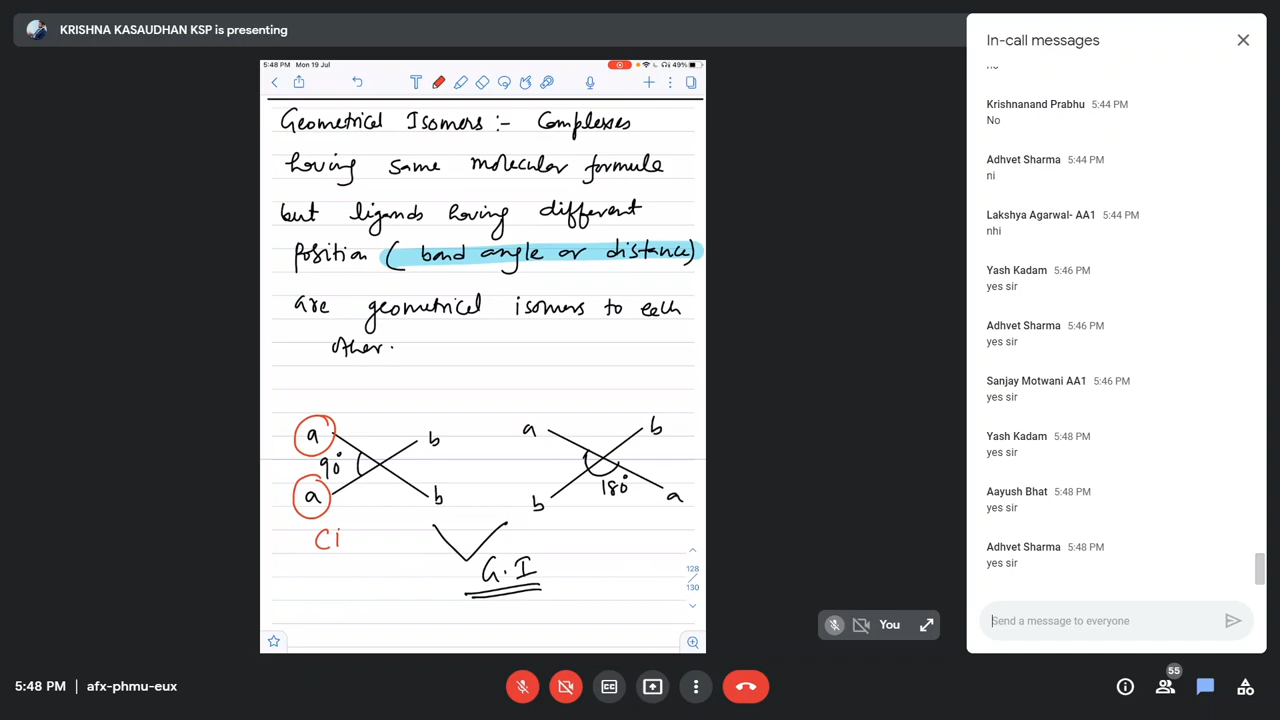 KRISHNA KASAUDHAN KSP is presenting
5:48 PM Mon 19 Jul
49%
T
Geometrical Isomers :- Complexes
having same molecular formula
but ligands having different
position ( bond angle or distance)
are geometrical isomers to each
other.
a b a b
90°
a b b 180° a
Ci
G.I
128
130
You
In-call messages
no
Krishnanand Prabhu 5:44 PM
No
Adhvet Sharma 5:44 PM
ni
Lakshya Agarwal- AA1 5:44 PM
nhi
Yash Kadam 5:46 PM
yes sir
Adhvet Sharma 5:46 PM
yes sir
Sanjay Motwani AA1 5:46 PM
yes sir
Yash Kadam 5:48 PM
yes sir
Aayush Bhat 5:48 PM
yes sir
Adhvet Sharma 5:48 PM
yes sir
Send a message to everyone
5:48 PM | afx-phmu-eux
CC
55